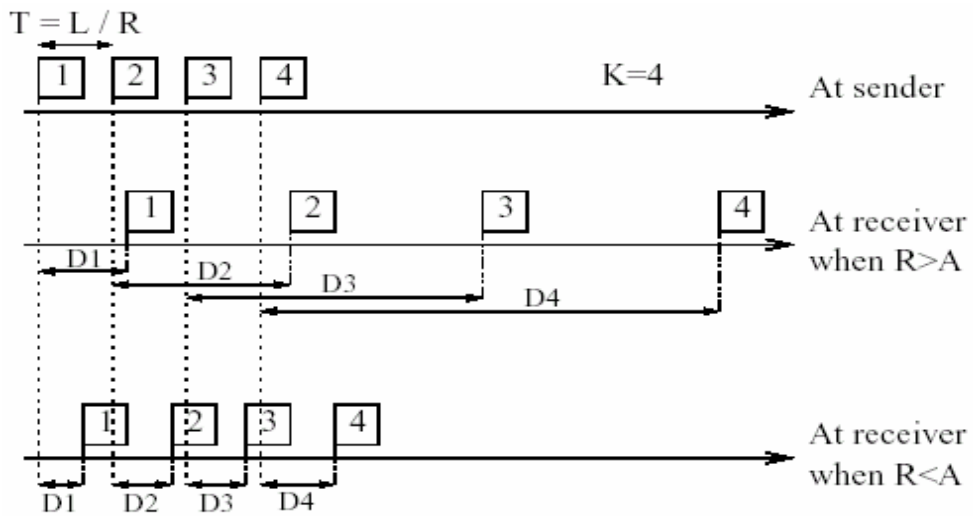 T = L / R
1 2 3 4 K=4 At sender
1 2 3 4 At receiver
when R>A
D1 D2 D3 D4
1 2 3 4 At receiver
when R<A
D1 D2 D3 D4